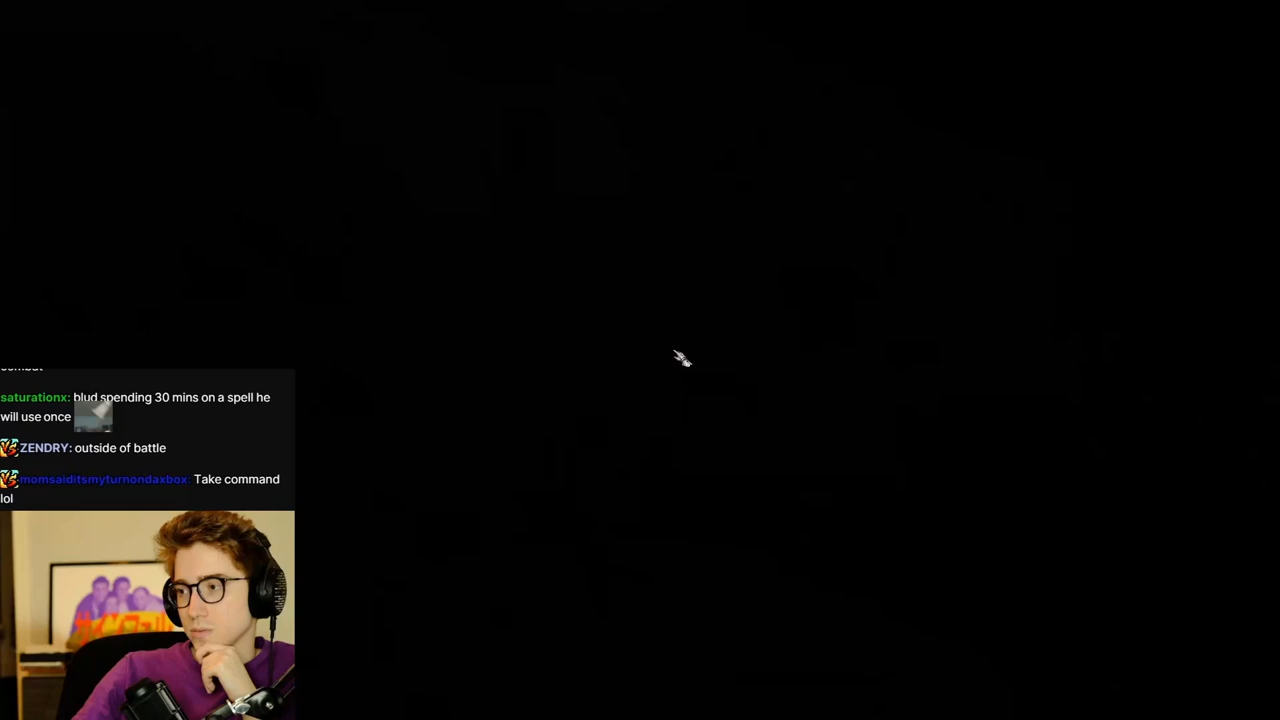 combat
saturationx: blud spending 30 mins on a spell he
will use once
ZENDRY: outside of battle
momsaiditsmyturnondaxbox: Take command
lol